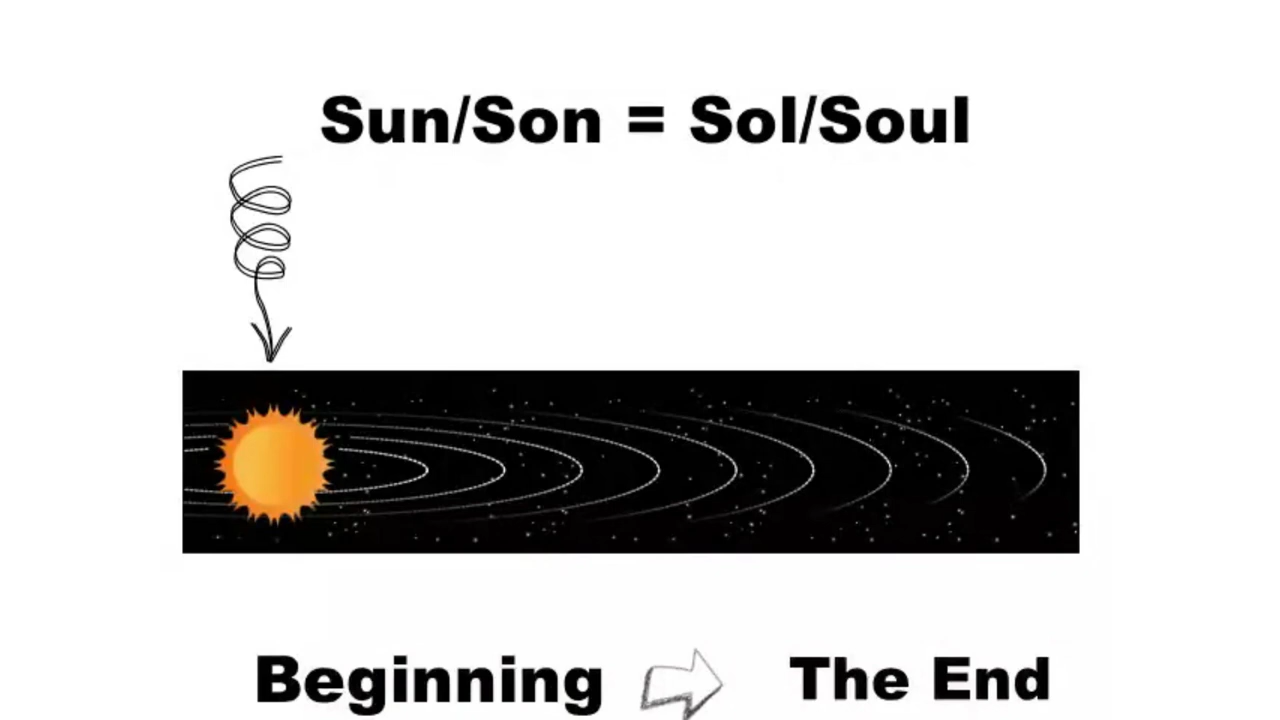 Sun/Son = Sol/Soul
Beginning The End